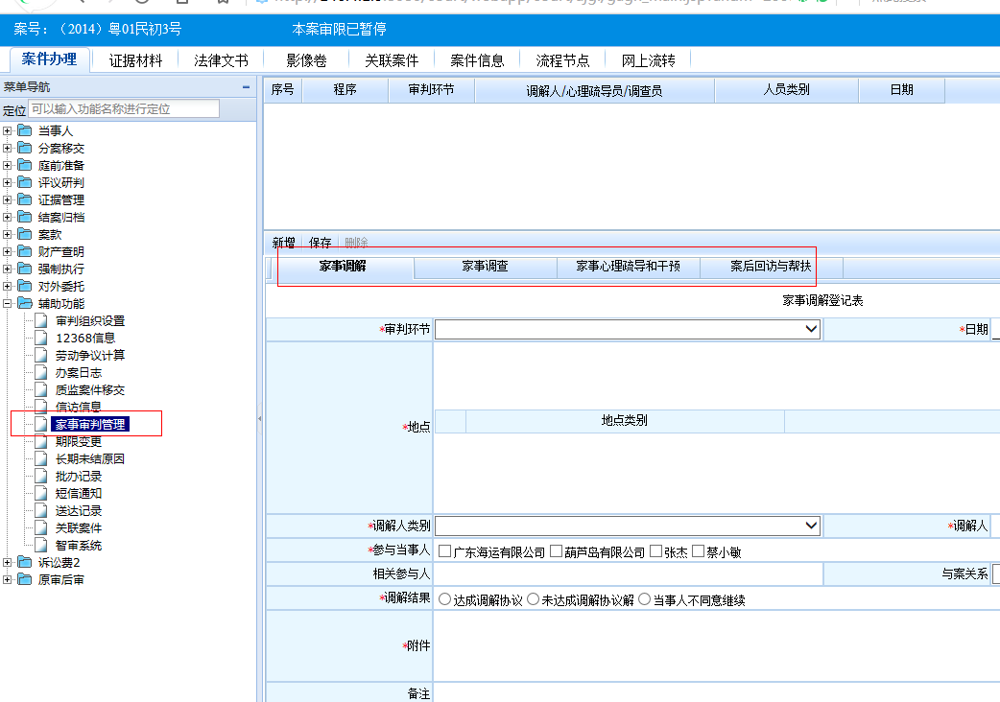 案号：（2014）粤01民初3号 本案审限已暂停
案件办理 证据材料 法律文书 影像卷 关联案件 案件信息 流程节点 网上流转
菜单导航
定位 可以输入功能名称进行定位
当事人
分案移交
庭前准备
评议研判
证据管理
结案归档
案款
财产查明
强制执行
对外委托
辅助功能
审判组织设置
12368信息
劳动争议计算
办案日志
质监案件移交
信访信息
家事审判管理
期限变更
长期未结原因
批办记录
短信通知
送达记录
关联案件
智审系统
诉讼费2
原审后审
序号 程序 审判环节 调解人/心理疏导员/调查员 人员类别 日期
新增 保存 删除
家事调解 家事调查 家事心理疏导和干预 案后回访与帮扶
家事调解登记表
*审判环节 *日期
*地点 地点类别
*调解人类别 *调解人
*参与当事人 广东海运有限公司 葫芦岛有限公司 张杰 蔡小敏
相关参与人 与案关系
*调解结果 达成调解协议 未达成调解协议解 当事人不同意继续
*附件
备注